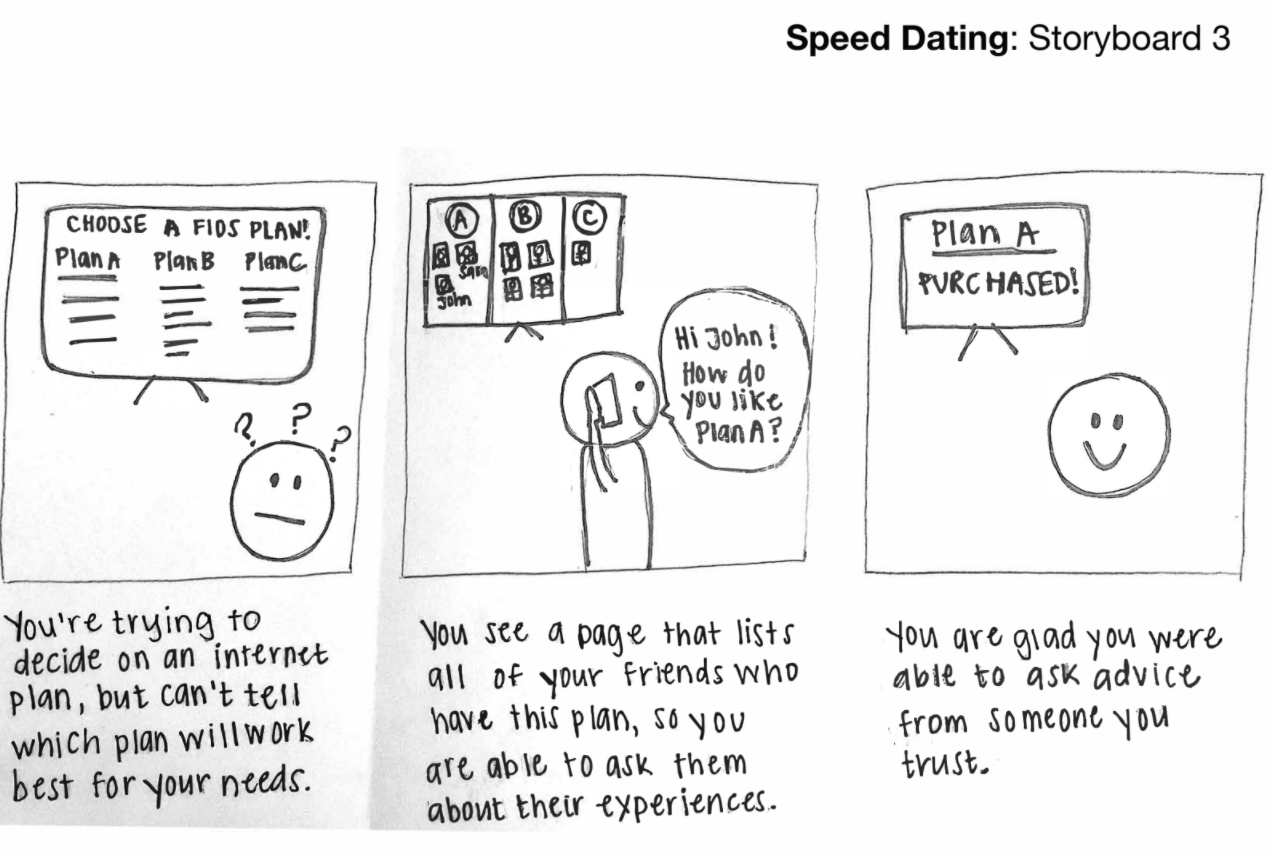 Speed Dating: Storyboard 3
CHOOSE A FIOS PLAN!
Plan A Plan B Plan C
? ? ?
You're trying to
decide on an internet
plan, but can't tell
which plan will work
best for your needs.
A B C
Sara
John
Hi John!
How do
you like
Plan A?
You see a page that lists
all of your friends who
have this plan, so you
are able to ask them
about their experiences.
Plan A
PURCHASED!
You are glad you were
able to ask advice
from someone you
trust.